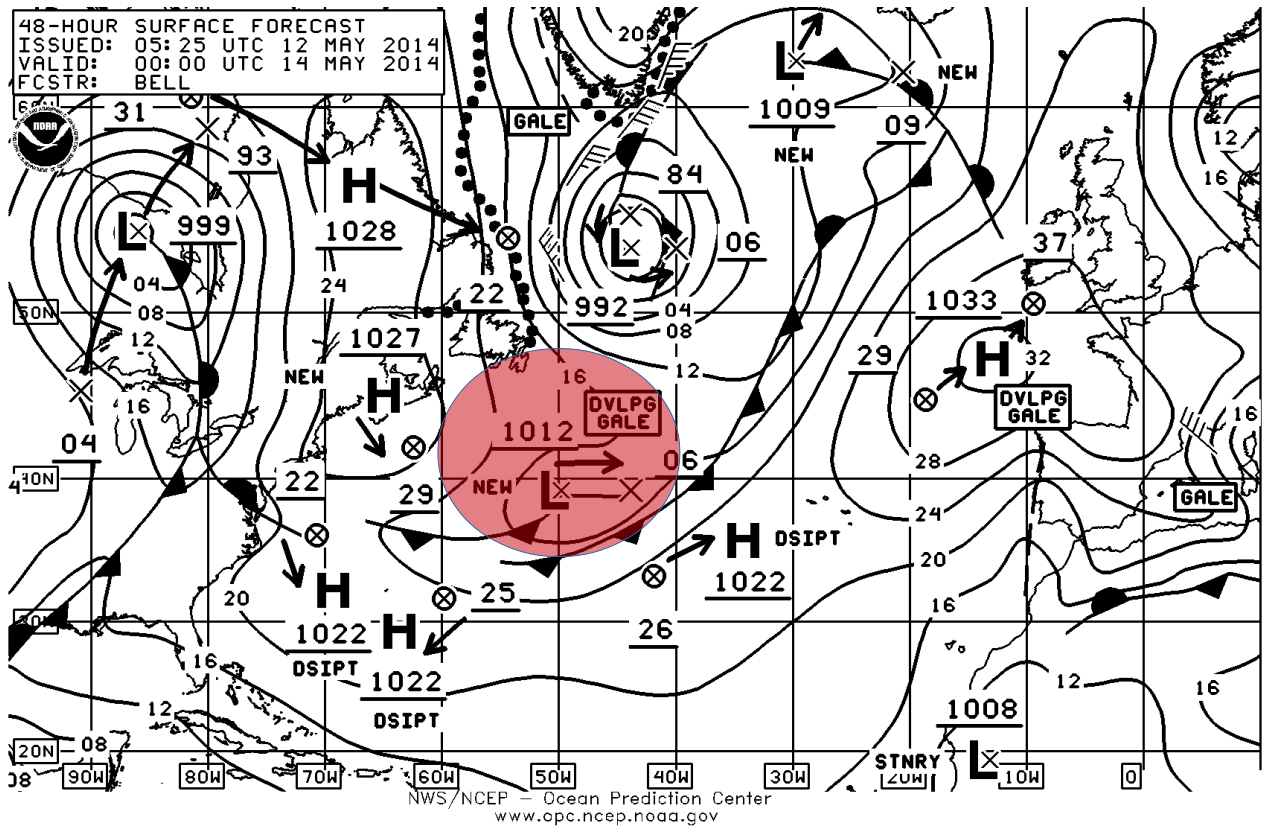 48-HOUR SURFACE FORECAST
ISSUED: 05:25 UTC 12 MAY 2014
VALID: 00:00 UTC 14 MAY 2014
FCSTR: BELL
NOAA
20
L
1009
NEW
NEW
09
12
16
31
93
GALE
H
1028
84
L
999
04
08
12
16
04
24
22
L
992
06
04
08
12
37
1033
H
32
29
DVLPG
GALE
28
24
20
16
16
12
GALE
1027
NEW
H
22
29
16
DVLPG
GALE
1012
NEW
L
06
H
DSIPT
1022
25
26
20
H
1022
DSIPT
H
1022
DSIPT
16
12
08
08
12
16
1008
STNRY
L
50N
40N
20N
90W
80W
70W
60W
50W
40W
30W
20W
10W
0
NWS/NCEP – Ocean Prediction Center
www.opc.ncep.noaa.gov